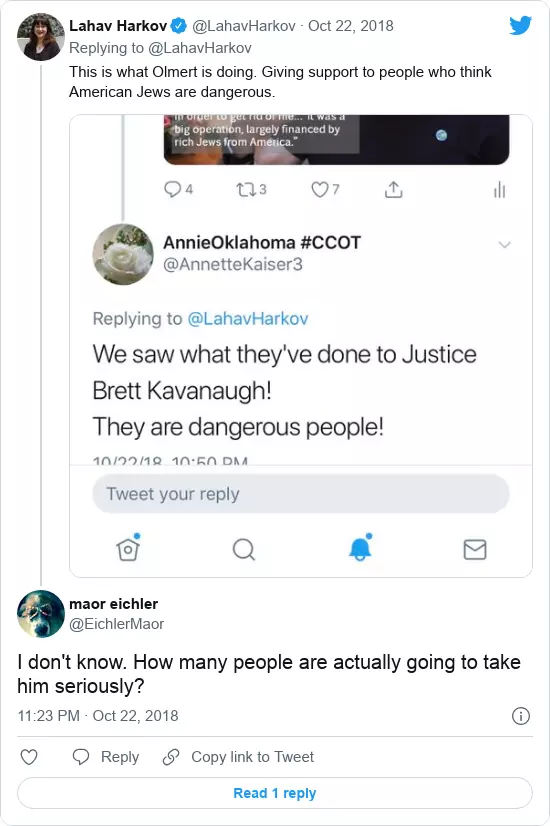 Lahav Harkov @LahavHarkov · Oct 22, 2018
Replying to @LahavHarkov
This is what Olmert is doing. Giving support to people who think
American Jews are dangerous.
in order to get rid of me... it was a
big operation, largely financed by
rich Jews from America."
4 3 7
AnnieOklahoma #CCOT
@AnnetteKaiser3
Replying to @LahavHarkov
We saw what they've done to Justice
Brett Kavanaugh!
They are dangerous people!
10/22/18, 10:50 PM
Tweet your reply
maor eichler
@EichlerMaor
I don't know. How many people are actually going to take
him seriously?
11:23 PM · Oct 22, 2018
Reply Copy link to Tweet
Read 1 reply